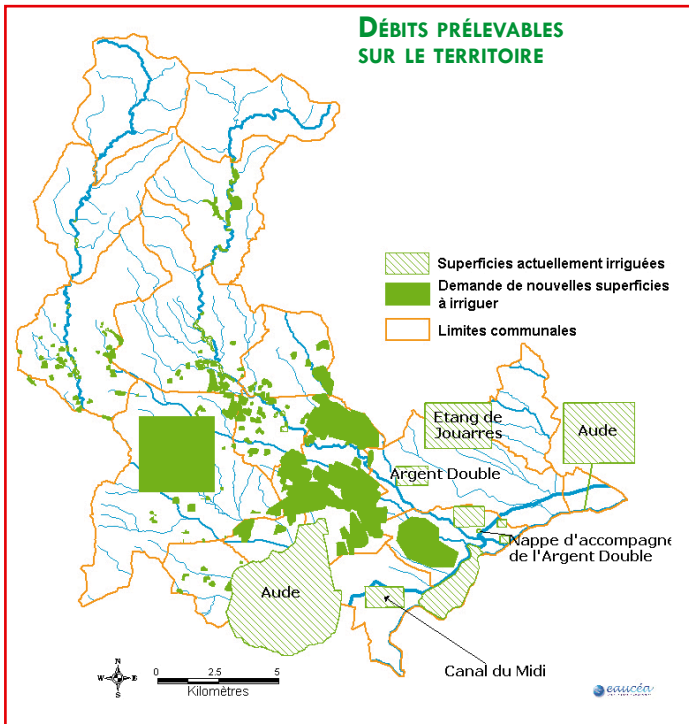 DÉBITS PRÉLEVABLES
SUR LE TERRITOIRE
Superficies actuellement irriguées
Demande de nouvelles superficies
à irriguer
Limites communales
Etang de
Jouarres
Aude
Argent Double
Nappe d'accompagne
de l'Argent Double
Aude
Canal du Midi
N
W E
S
0 2.5 5
Kilomètres
eaucéa